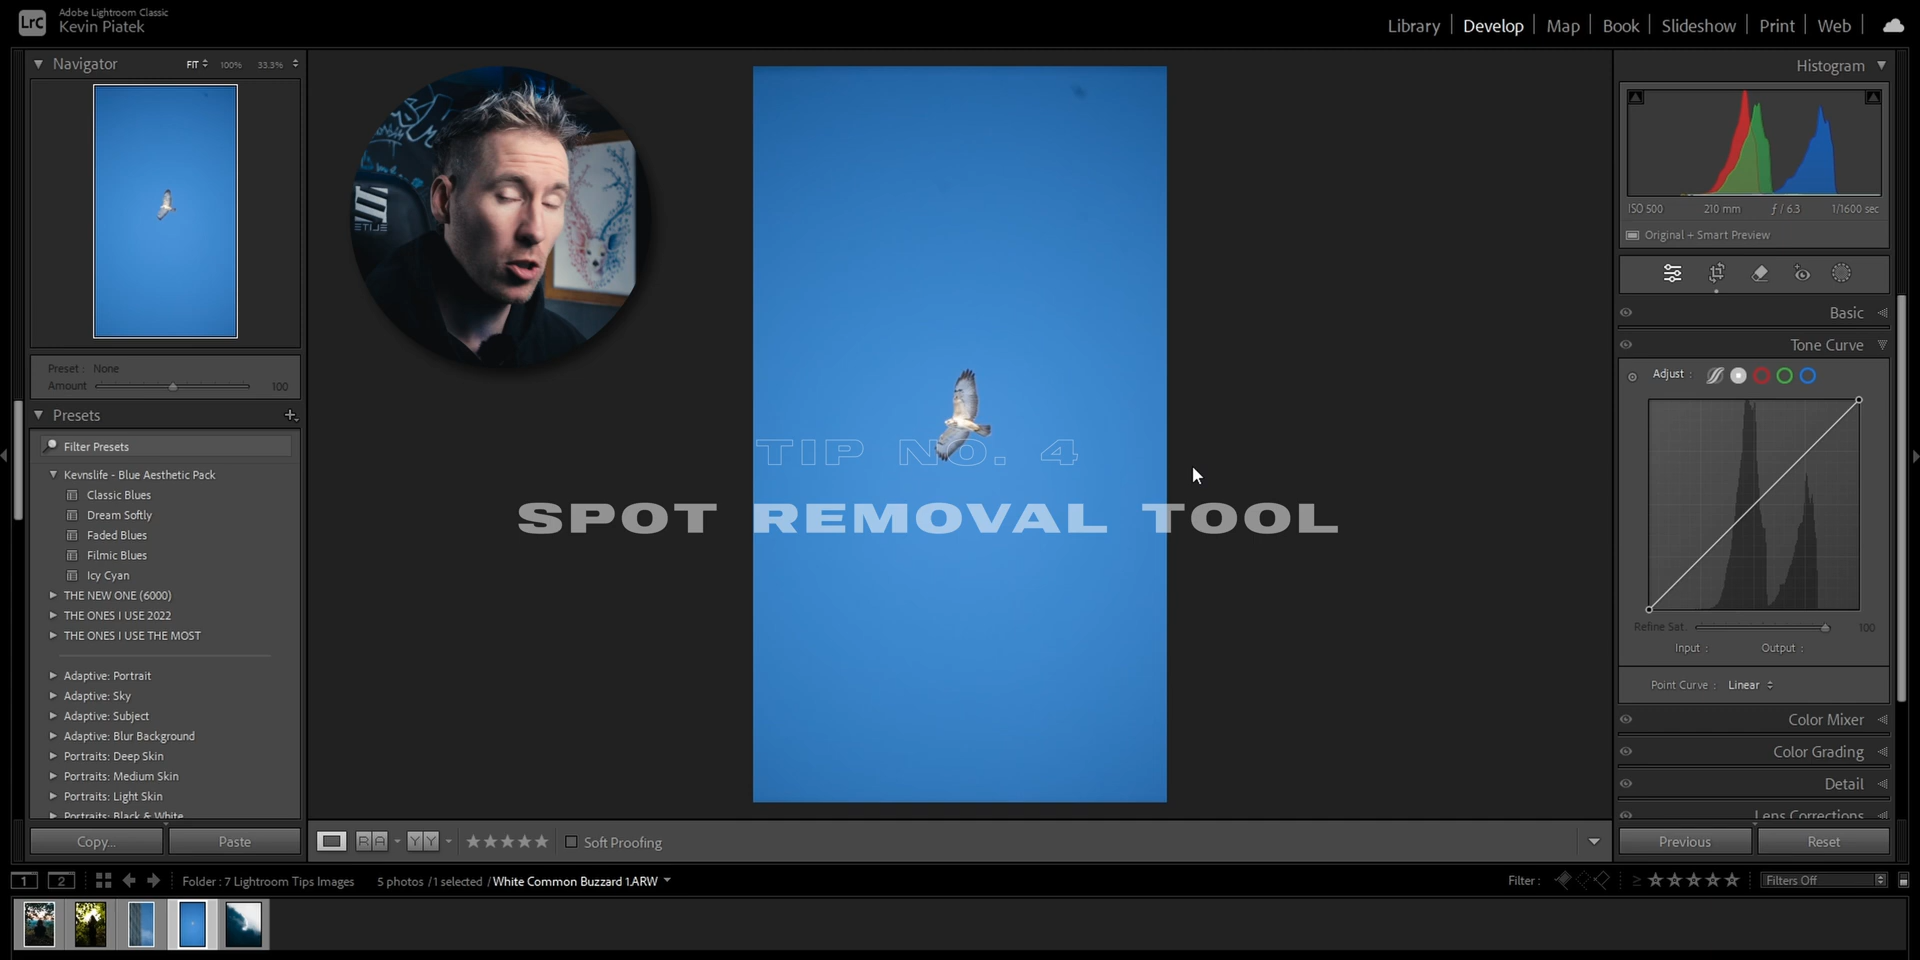 LrC
Adobe Lightroom Classic
Kevin Piatek
Library
Develop
Map
Book
Slideshow
Print
Web
Navigator
FIT
100%
33.3%
Preset : None
Amount
100
Presets
Filter Presets
Kevnslife - Blue Aesthetic Pack
Classic Blues
Dream Softly
Faded Blues
Filmic Blues
Icy Cyan
THE NEW ONE (6000)
THE ONES I USE 2022
THE ONES I USE THE MOST
Adaptive: Portrait
Adaptive: Sky
Adaptive: Subject
Adaptive: Blur Background
Portraits: Deep Skin
Portraits: Medium Skin
Portraits: Light Skin
Portraits: Black & White
Copy...
Paste
TIP NO. 4
SPOT REMOVAL TOOL
Histogram
ISO 500
210 mm
ƒ / 6.3
1/1600 sec
Original + Smart Preview
Basic
Tone Curve
Adjust :
Refine Sat.
100
Input :
Output :
Point Curve : Linear
Color Mixer
Color Grading
Detail
Lens Corrections
Previous
Reset
R A
Y Y
Soft Proofing
1
2
Folder : 7 Lightroom Tips Images
5 photos / 1 selected / White Common Buzzard 1.ARW
Filter :
≥
Filters Off